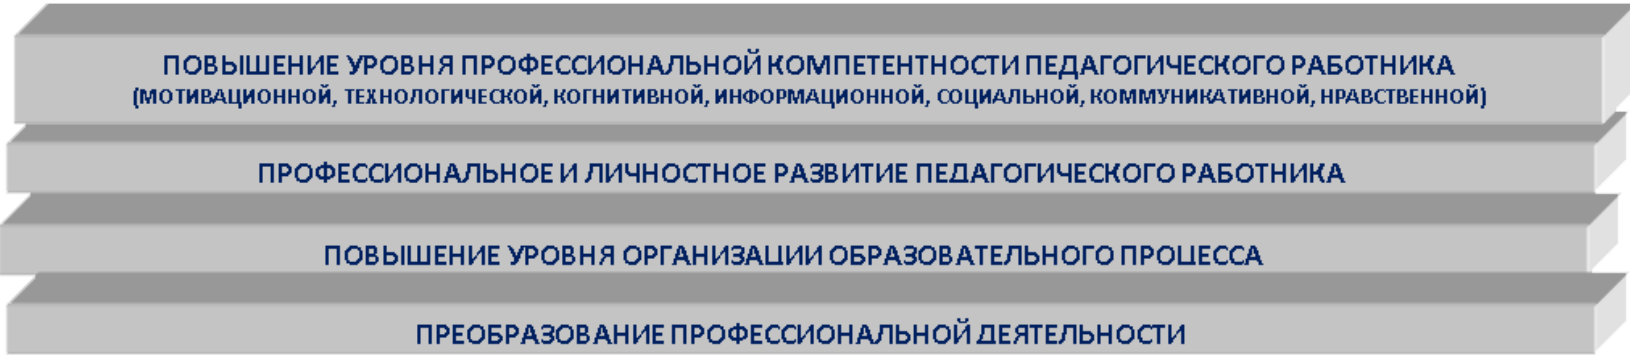 ПОВЫШЕНИЕ УРОВНЯ ПРОФЕССИОНАЛЬНОЙ КОМПЕТЕНТНОСТИ ПЕДАГОГИЧЕСКОГО РАБОТНИКА
(МОТИВАЦИОННОЙ, ТЕХНОЛОГИЧЕСКОЙ, КОГНИТИВНОЙ, ИНФОРМАЦИОННОЙ, СОЦИАЛЬНОЙ, КОММУНИКАТИВНОЙ, НРАВСТВЕННОЙ)
ПРОФЕССИОНАЛЬНОЕ И ЛИЧНОСТНОЕ РАЗВИТИЕ ПЕДАГОГИЧЕСКОГО РАБОТНИКА
ПОВЫШЕНИЕ УРОВНЯ ОРГАНИЗАЦИИ ОБРАЗОВАТЕЛЬНОГО ПРОЦЕССА
ПРЕОБРАЗОВАНИЕ ПРОФЕССИОНАЛЬНОЙ ДЕЯТЕЛЬНОСТИ